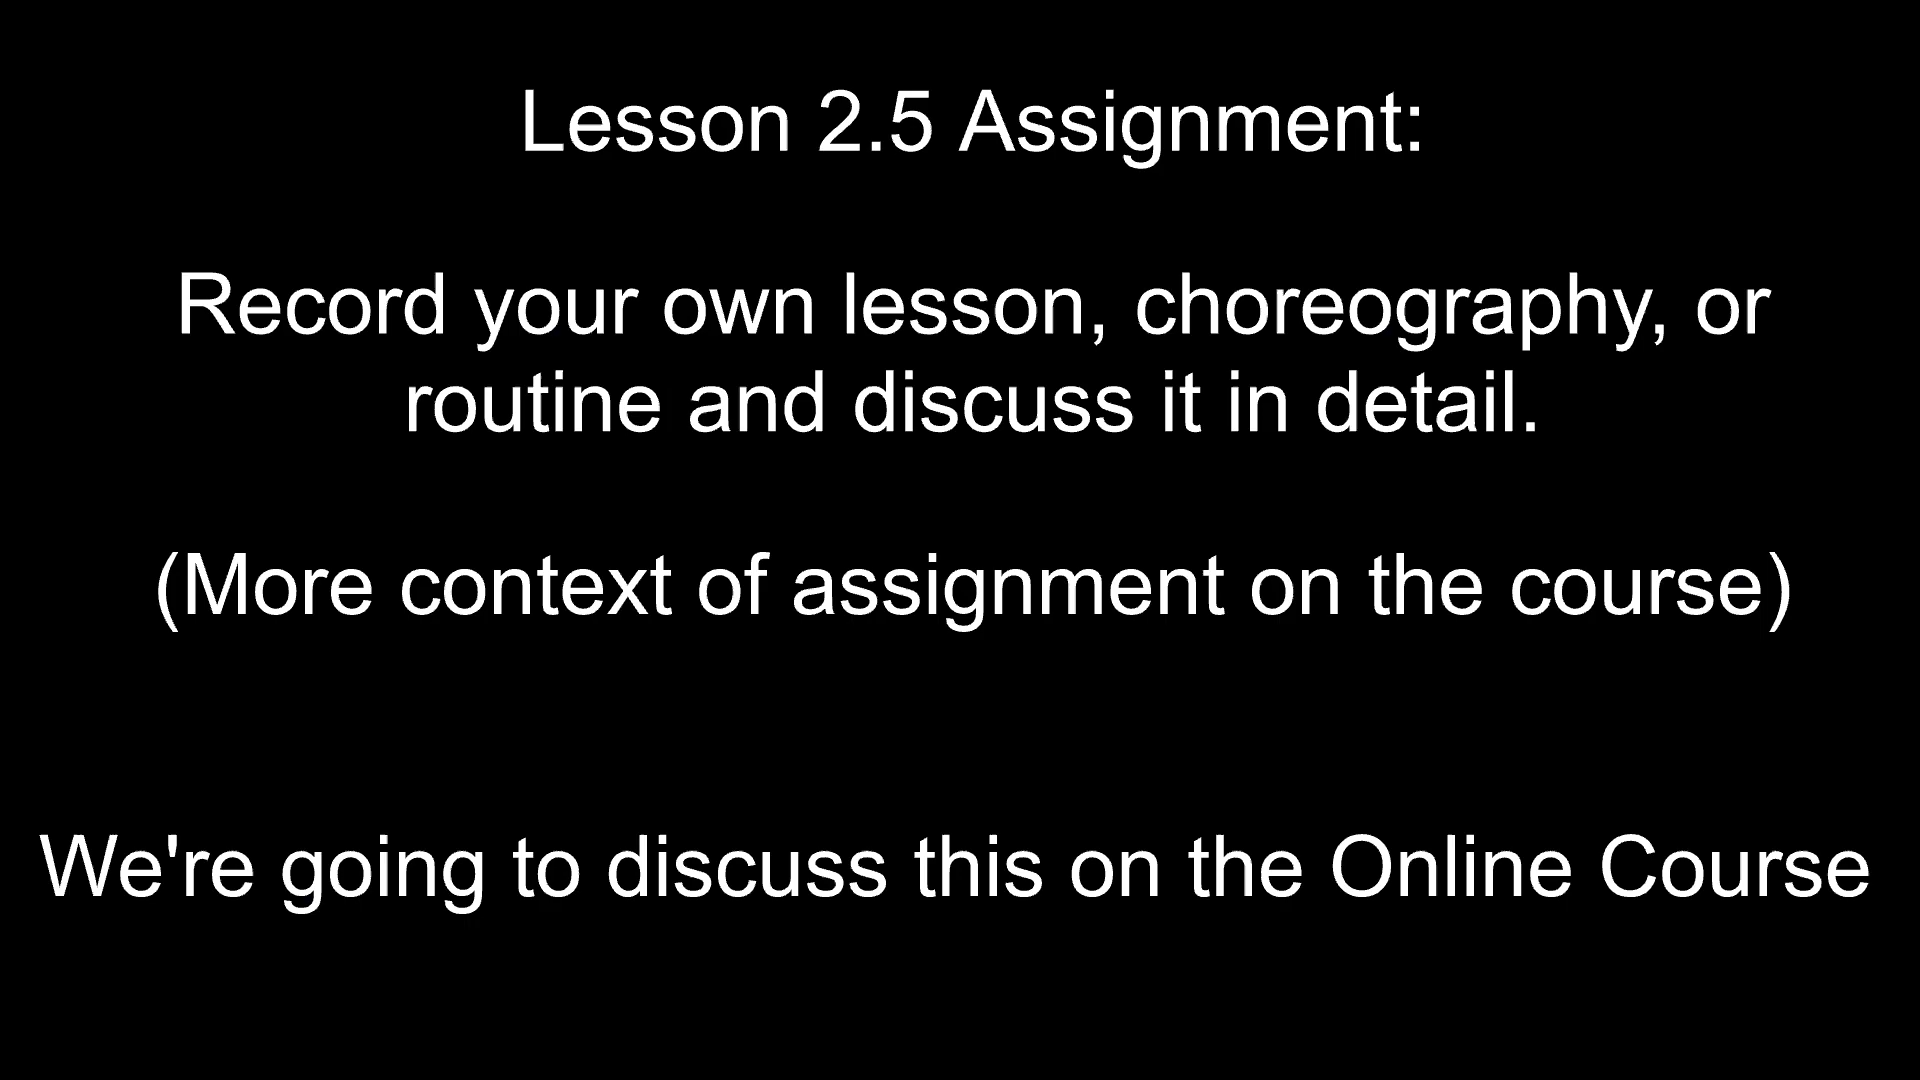 Lesson 2.5 Assignment:
Record your own lesson, choreography, or
routine and discuss it in detail.
(More context of assignment on the course)
We're going to discuss this on the Online Course